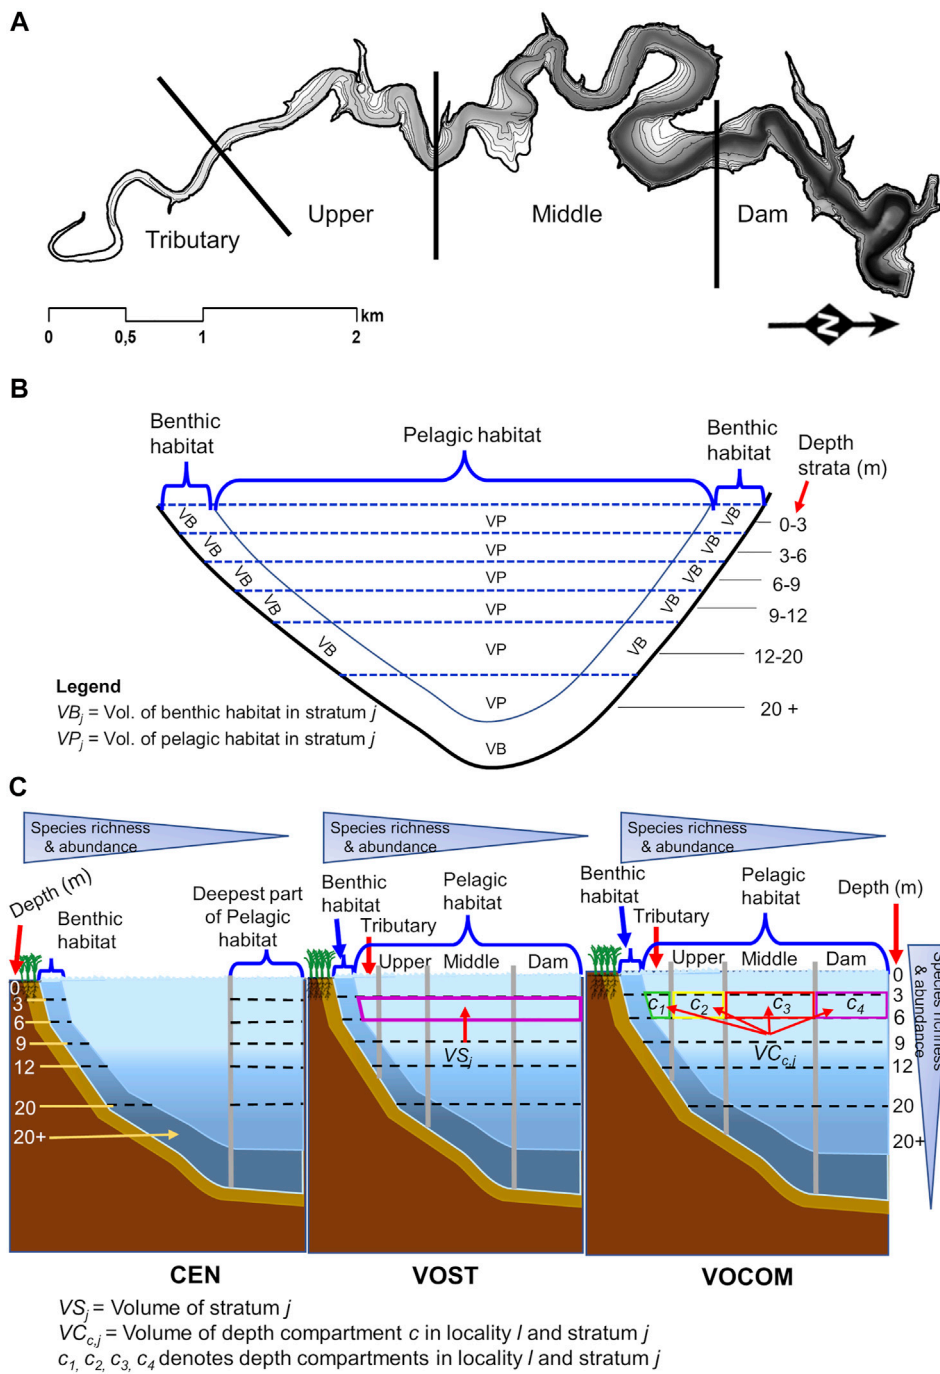 A
Tributary
Upper
Middle
Dam
km
0
0,5
1
2
N
B
Benthic
habitat
Pelagic habitat
Benthic
habitat
Depth
strata (m)
VB VP VB 0-3
VB VP VB 3-6
VB VP VB 6-9
VB VP VB 9-12
VB VP VB 12-20
VP 20 +
VB
Legend
VBj = Vol. of benthic habitat in stratum j
VPj = Vol. of pelagic habitat in stratum j
C
Species richness
& abundance
Depth (m)
Benthic
habitat
Deepest part
of Pelagic
habitat
0
3
6
9
12
20
20+
CEN
Species richness
& abundance
Benthic
habitat
Pelagic
habitat
Tributary
Upper
Middle
Dam
VSj
VOST
Species richness
& abundance
Benthic
habitat
Pelagic
habitat
Depth (m)
Tributary
Upper
Middle
Dam
c1 c2 c3 c4
VCc,j
0
3
6
9
12
20
20+
Species richness
& abundance
VOCOM
VSj = Volume of stratum j
VCc,j = Volume of depth compartment c in locality l and stratum j
c1, c2, c3, c4 denotes depth compartments in locality l and stratum j